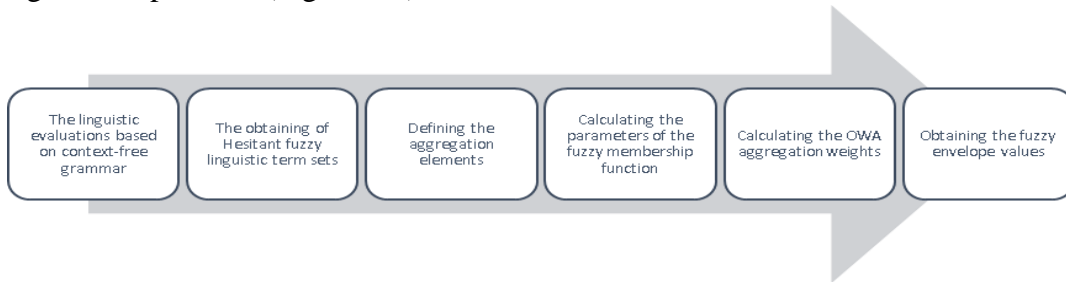 The linguistic
evaluations based
on context-free
grammar
The obtaining of
Hesitant fuzzy
linguistic term sets
Defining the
aggregation
elements
Calculating the
parameters of the
fuzzy membership
function
Calculating the OWA
aggregation weights
Obtaining the fuzzy
envelope values